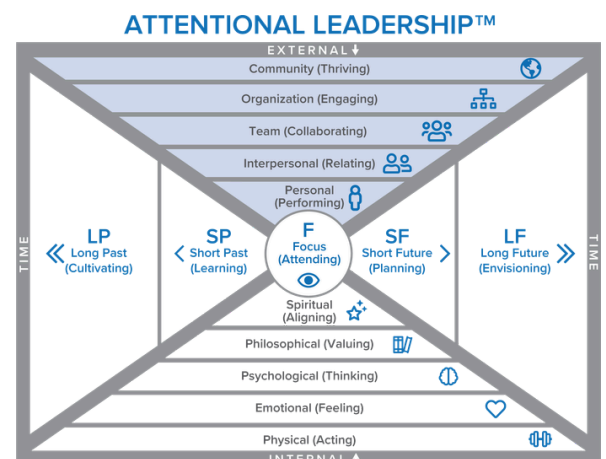 ATTENTIONAL LEADERSHIP™
EXTERNAL
Community (Thriving)
Organization (Engaging)
Team (Collaborating)
Interpersonal (Relating)
Personal
(Performing)
TIME
LP
Long Past
(Cultivating)
SP
Short Past
(Learning)
F
Focus
(Attending)
SF
Short Future
(Planning)
LF
Long Future
(Envisioning)
TIME
Spiritual
(Aligning)
Philosophical (Valuing)
Psychological (Thinking)
Emotional (Feeling)
Physical (Acting)
INTERNAL